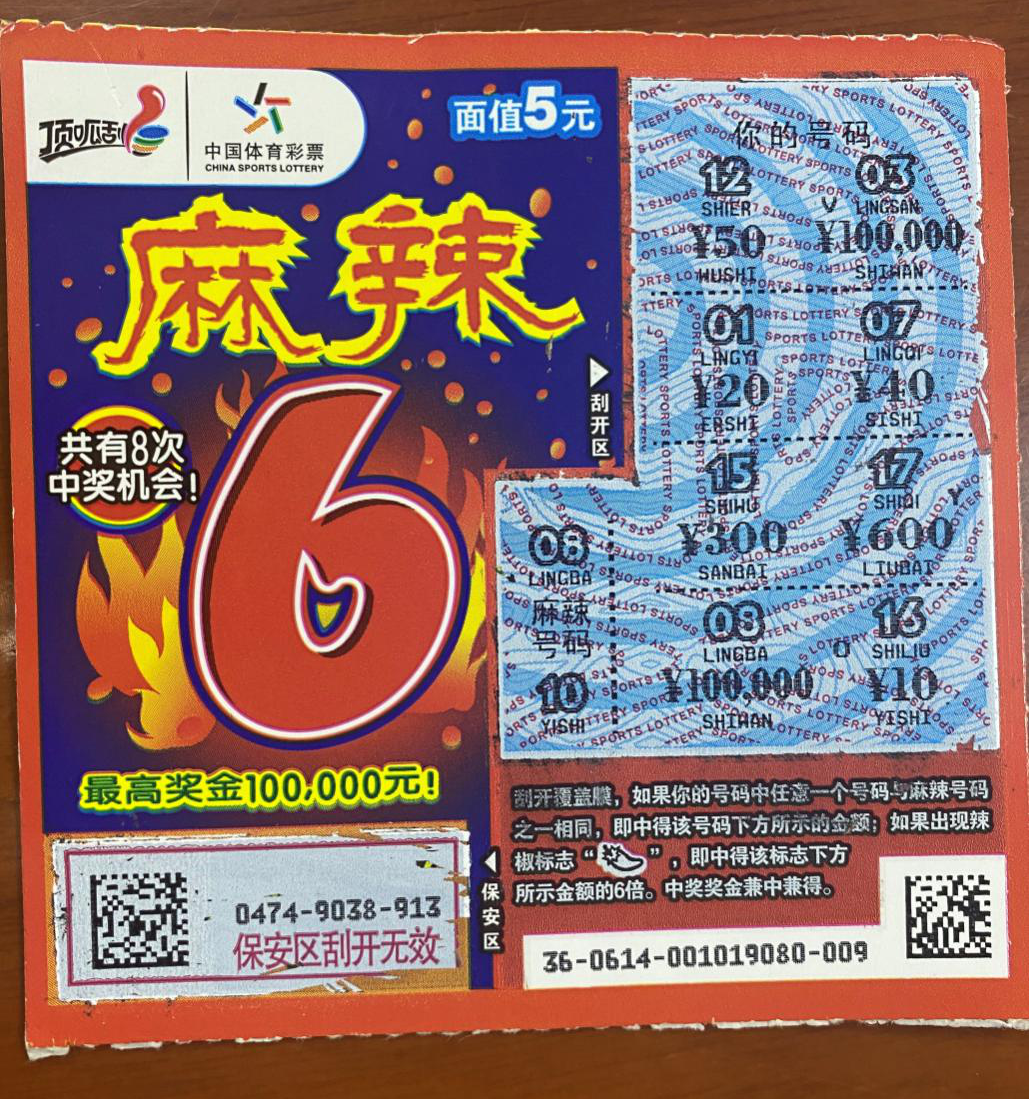 顶呱刮
中国体育彩票
CHINA SPORTS LOTTERY
面值5元
麻辣
6
共有8次
中奖机会!
最高奖金100,000元!
刮开区
你的号码
12 03
SHIER LINGSAN
¥50 ¥100,000
WUSHI SHIWAN
01 07
LINGYI LINGQI
¥20 ¥40
ERSHI SISHI
15 17
SHIWU SHIQI
¥300 ¥600
SANBAI LIUBAI
08 16
LINGBA SHILIU
¥100,000 ¥10
SHIWAN YISHI
08
LINGBA
麻辣
号码
10
YISHI
刮开覆盖膜，如果你的号码中任意一个号码与麻辣号码
之一相同，即中得该号码下方所示的金额；如果出现辣
椒标志“ ”，即中得该标志下方
所示金额的6倍。中奖奖金兼中兼得。
保安区
0474-9038-913
保安区刮开无效
36-0614-001019080-009